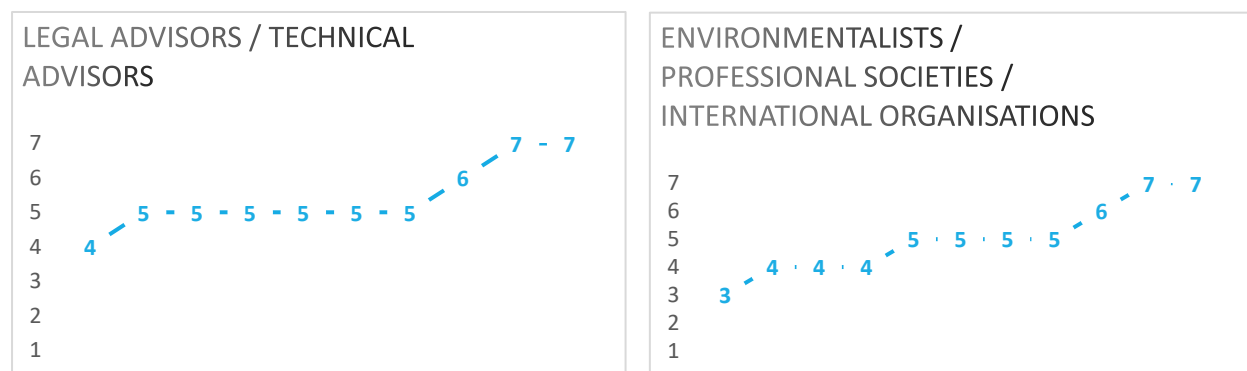 LEGAL ADVISORS / TECHNICAL
ADVISORS
7
6
5
4
3
2
1
4 5 5 5 5 5 5 6 7 7
ENVIRONMENTALISTS /
PROFESSIONAL SOCIETIES /
INTERNATIONAL ORGANISATIONS
7
6
5
4
3
2
1
3 4 4 4 5 5 5 5 6 7 7